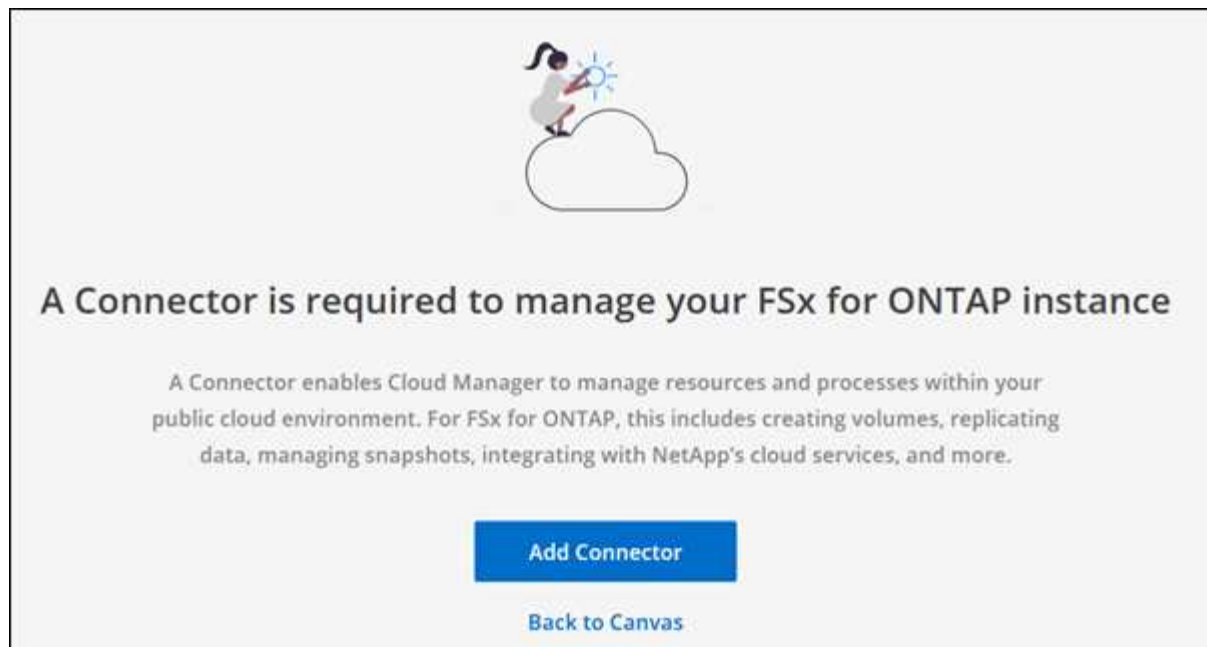 A Connector is required to manage your FSx for ONTAP instance
A Connector enables Cloud Manager to manage resources and processes within your
public cloud environment. For FSx for ONTAP, this includes creating volumes, replicating
data, managing snapshots, integrating with NetApp's cloud services, and more.
Add Connector
Back to Canvas